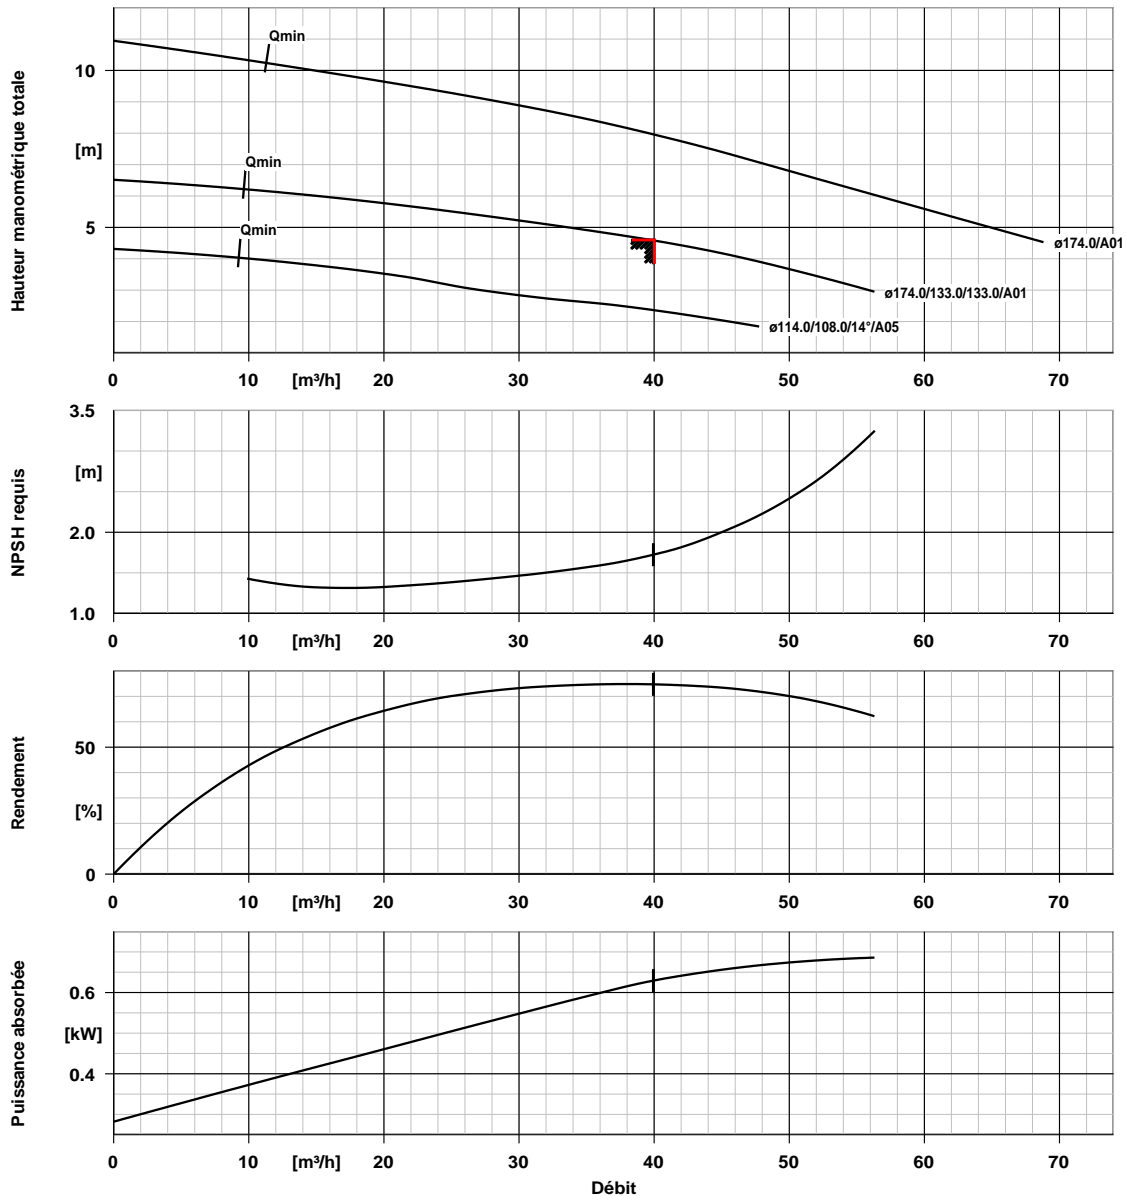 Hauteur manométrique totale
[m]
10
5
Qmin
Qmin
Qmin
ø174.0/A01
ø174.0/133.0/133.0/A01
ø114.0/108.0/14°/A05
0 10 [m³/h] 20 30 40 50 60 70
NPSH requis
3.5
[m]
2.0
1.0
0 10 [m³/h] 20 30 40 50 60 70
Rendement
50
[%]
0
0 10 [m³/h] 20 30 40 50 60 70
Puissance absorbée
0.6
[kW]
0.4
0 10 [m³/h] 20 30 40 50 60 70
Débit